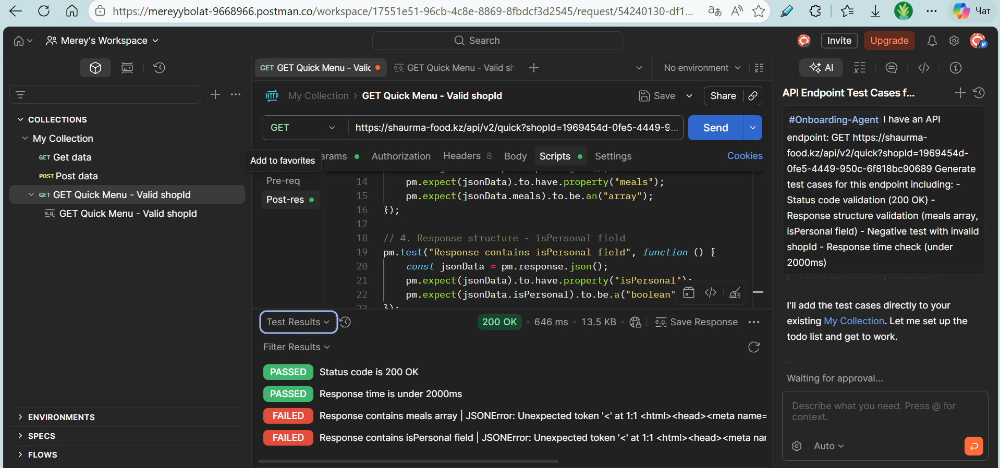 https://mereyybolat-9668966.postman.co/workspace/17551e51-96cb-4c8e-8869-8fbdcf3d2545/request/54240130-df1...
Чат
Merey's Workspace
Search
Invite
Upgrade
GET GET Quick Menu - Valic
e.g. GET Quick Menu - Valid sh
No environment
AI
My Collection > GET Quick Menu - Valid shopId
Save
Share
API Endpoint Test Cases f...
COLLECTIONS
My Collection
GET Get data
POST Post data
GET GET Quick Menu - Valid shopId
e.g. GET Quick Menu - Valid shopId
ENVIRONMENTS
SPECS
FLOWS
GET
https://shaurma-food.kz/api/v2/quick?shopId=1969454d-0fe5-4449-9...
Send
Add to favorites
arams
Authorization
Headers 8
Body
Scripts
Settings
Cookies
Pre-req
Post-res
14 pm.expect(jsonData).to.have.property("meals");
15 pm.expect(jsonData.meals).to.be.an("array");
16 });
17
18 // 4. Response structure - isPersonal field
19 pm.test("Response contains isPersonal field", function () {
20 const jsonData = pm.response.json();
21 pm.expect(jsonData).to.have.property("isPersonal");
22 pm.expect(jsonData.isPersonal).to.be.a("boolean"
23 });
Test Results
200 OK • 646 ms • 13.5 KB
e.g. Save Response
Filter Results
PASSED Status code is 200 OK
PASSED Response time is under 2000ms
FAILED Response contains meals array | JSONError: Unexpected token '<' at 1:1 <html><head><meta name=
FAILED Response contains isPersonal field | JSONError: Unexpected token '<' at 1:1 <html><head><meta nar
#Onboarding-Agent I have an API
endpoint: GET https://shaurma-
food.kz/api/v2/quick?shopId=1969454d-
0fe5-4449-950c-6f818bc90689 Generate
test cases for this endpoint including: -
Status code validation (200 OK) -
Response structure validation (meals array,
isPersonal field) - Negative test with invalid
shopId - Response time check (under
2000ms)
Found collection My Collection
I'll add the test cases directly to your
existing My Collection. Let me set up the
todo list and get to work.
Waiting for approval...
Describe what you need. Press @ for
context.
Auto